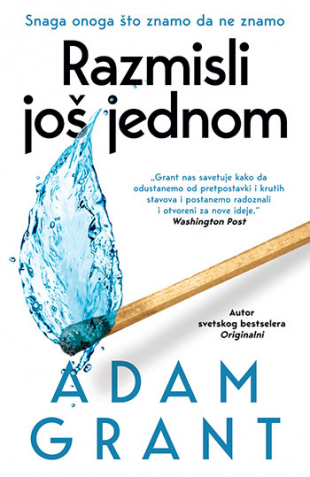 Snaga onoga što znamo da ne znamo
Razmisli
još jednom
„Grant nas savetuje kako da
odustanemo od pretpostavki i krutih
stavova i postanemo radoznali
i otvoreni za nove ideje.“
Washington Post
Autor
svetskog bestselera
Originalni
ADAM
GRANT